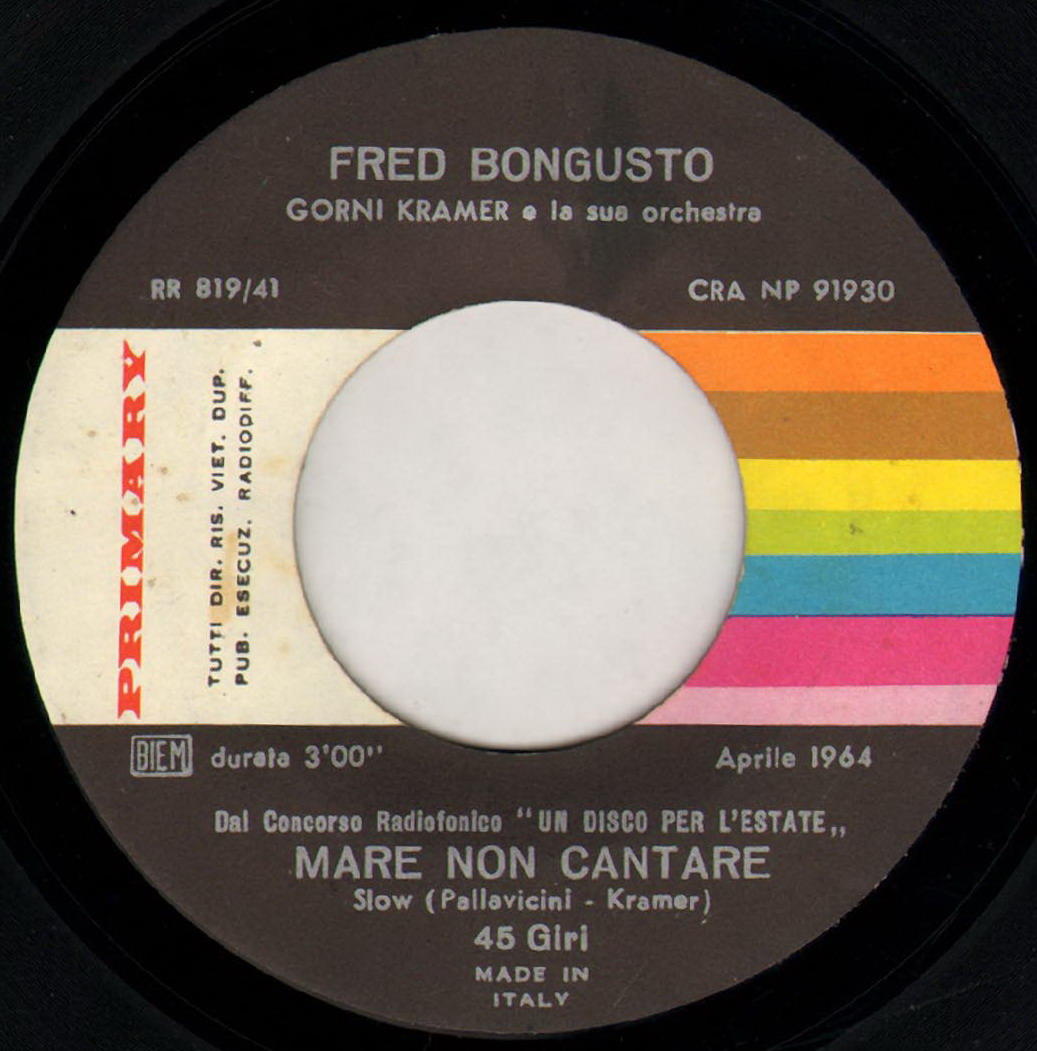 FRED BONGUSTO
GORNI KRAMER e la sua orchestra
RR 819/41
CRA NP 91930
PRIMARY
TUTTI DIR. RIS. VIET. DUP.
PUB. ESECUZ. RADIODIFF.
BIEM durata 3'00"
Aprile 1964
Dal Concorso Radiofonico “UN DISCO PER L'ESTATE„
MARE NON CANTARE
Slow (Pallavicini - Kramer)
45 Giri
MADE IN
ITALY